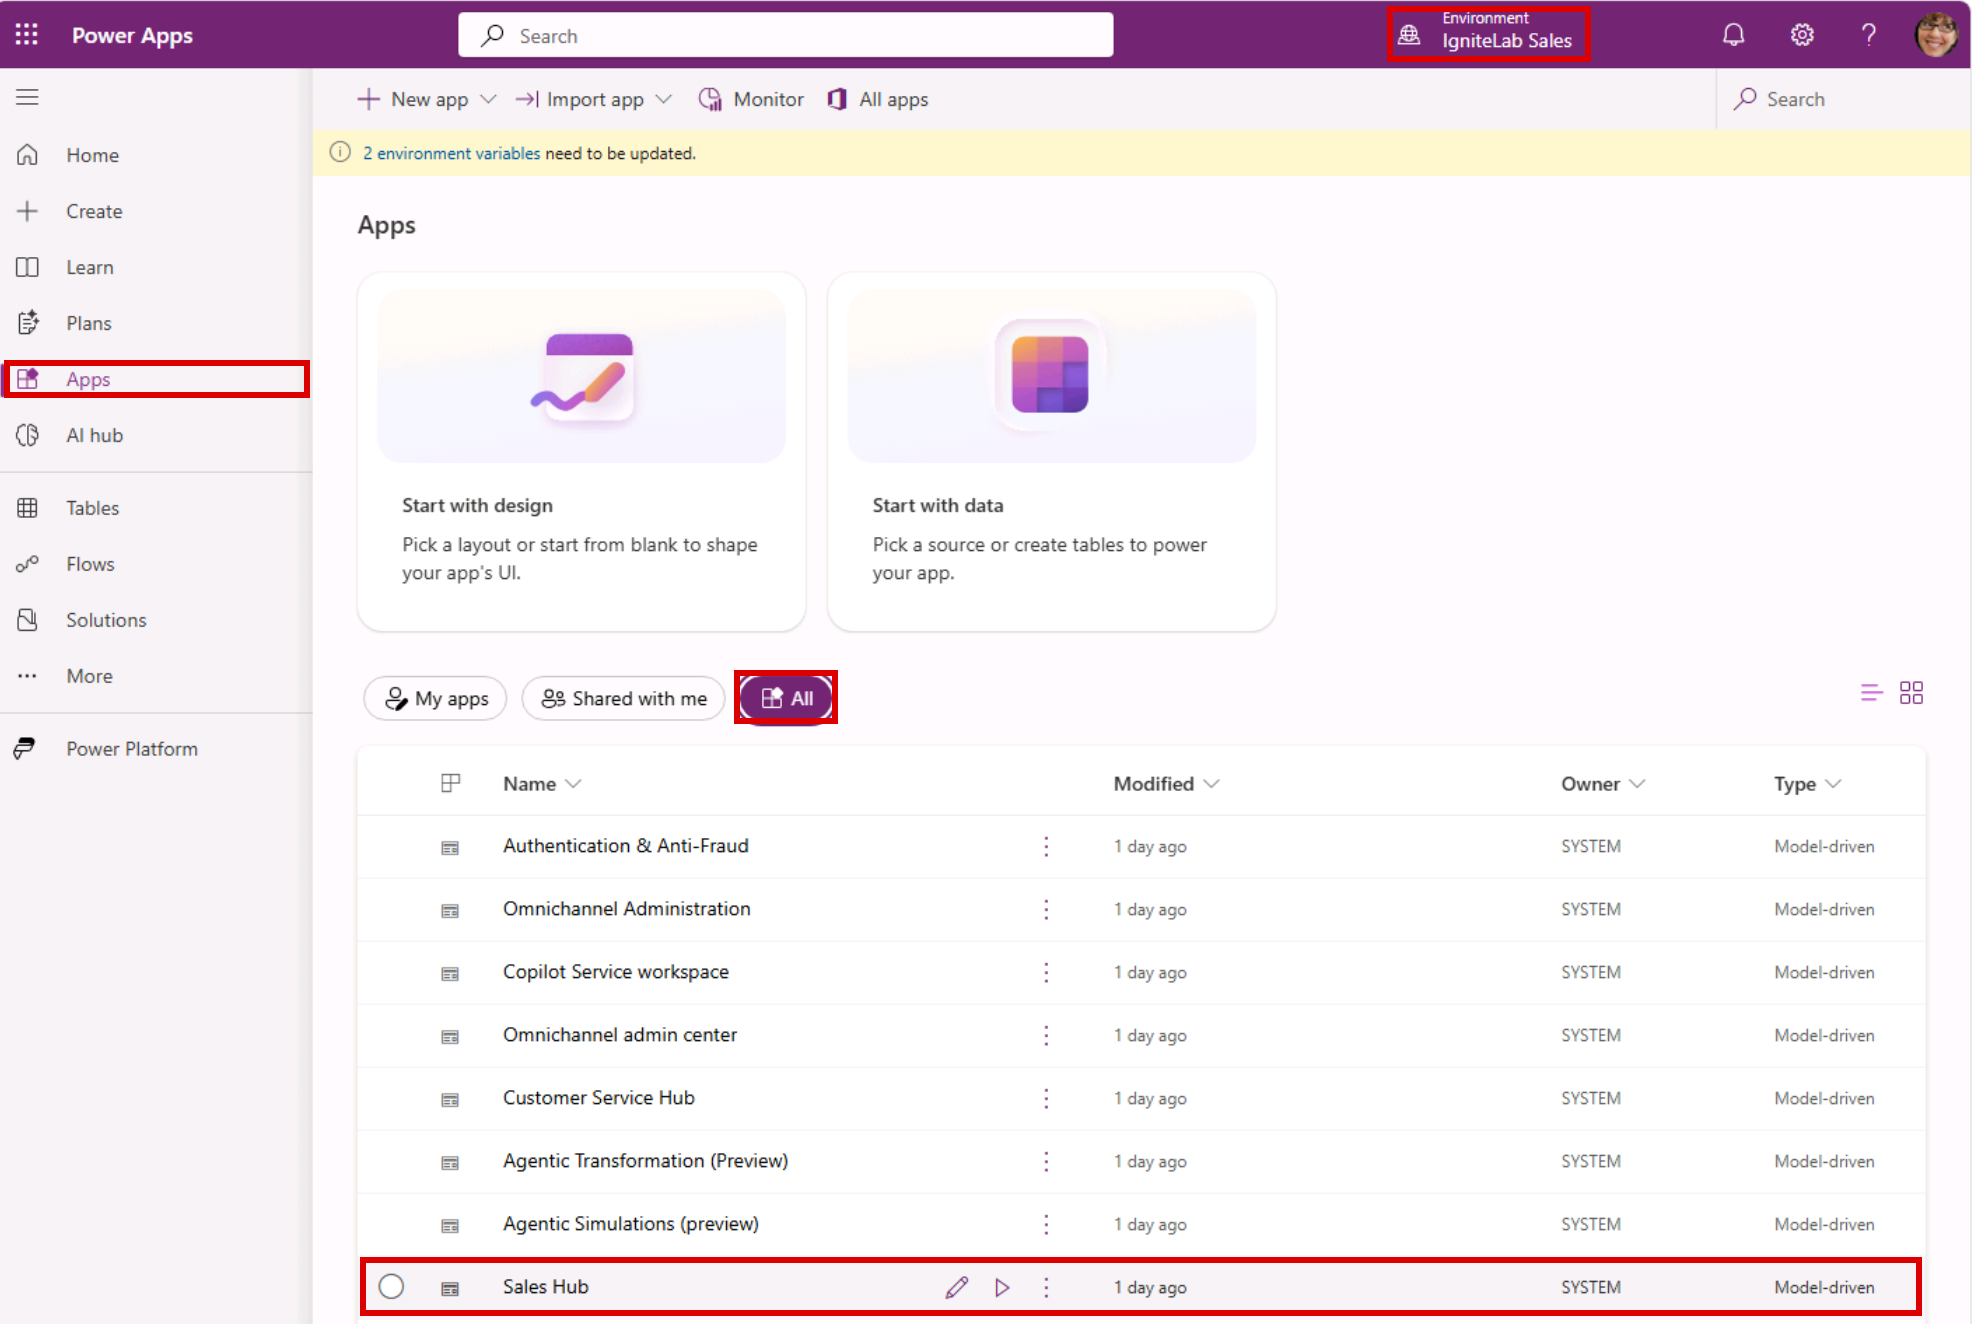 Power Apps
Search
Environment
IgniteLab Sales
New app
Import app
Monitor
All apps
Search
2 environment variables need to be updated.
Home
Create
Learn
Plans
Apps
AI hub
Tables
Flows
Solutions
More
Power Platform
Apps
Start with design
Pick a layout or start from blank to shape
your app's UI.
Start with data
Pick a source or create tables to power
your app.
My apps
Shared with me
All
Name Modified Owner Type
Authentication & Anti-Fraud 1 day ago SYSTEM Model-driven
Omnichannel Administration 1 day ago SYSTEM Model-driven
Copilot Service workspace 1 day ago SYSTEM Model-driven
Omnichannel admin center 1 day ago SYSTEM Model-driven
Customer Service Hub 1 day ago SYSTEM Model-driven
Agentic Transformation (Preview) 1 day ago SYSTEM Model-driven
Agentic Simulations (preview) 1 day ago SYSTEM Model-driven
Sales Hub 1 day ago SYSTEM Model-driven